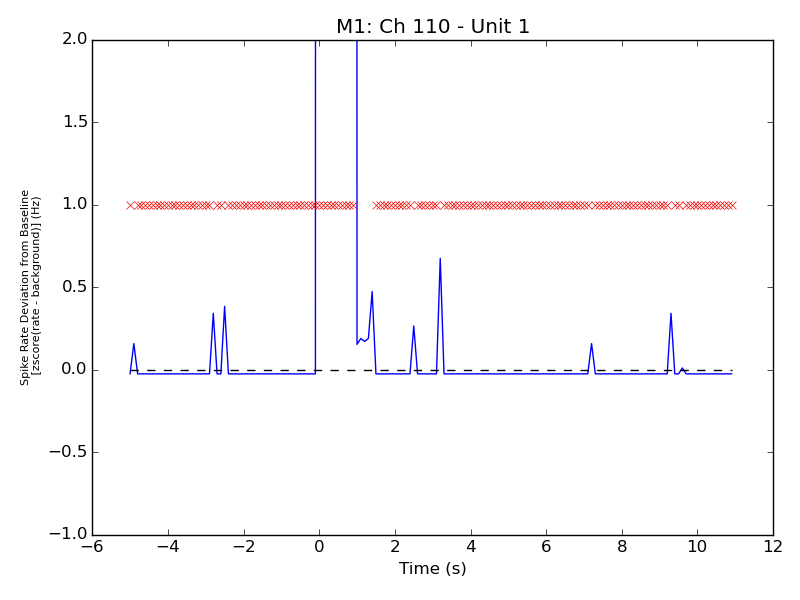 M1: Ch 110 - Unit 1
2.0
1.5
1.0
0.5
0.0
−0.5
−1.0
Spike Rate Deviation from Baseline
[zscore(rate - background)] (Hz)
−6 −4 −2 0 2 4 6 8 10 12
Time (s)